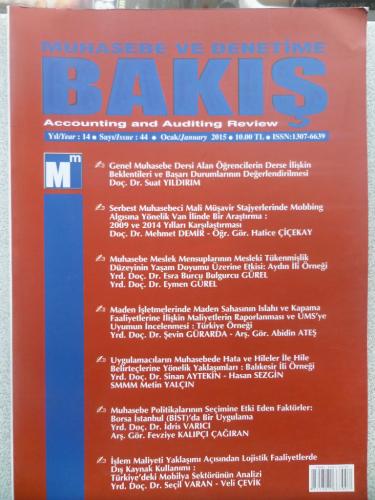 MUHASEBE VE DENETİME
BAKIŞ
Accounting and Auditing Review
Yıl/Year : 14 ● Sayı/Issue : 44 ● Ocak/January 2015 ● 10.00 TL ● ISSN:1307-6639
Mm
Genel Muhasebe Dersi Alan Öğrencilerin Derse İlişkin
Beklentileri ve Başarı Durumlarının Değerlendirilmesi
Doç. Dr. Suat YILDIRIM
Serbest Muhasebeci Mali Müşavir Stajyerlerinde Mobbing
Algısına Yönelik Van İlinde Bir Araştırma :
2009 ve 2014 Yılları Karşılaştırması
Doç. Dr. Mehmet DEMİR - Öğr. Gör. Hatice ÇİÇEKAY
Muhasebe Meslek Mensuplarının Mesleki Tükenmişlik
Düzeyinin Yaşam Doyumu Üzerine Etkisi: Aydın İli Örneği
Yrd. Doç. Dr. Esra Burcu Bulgurcu GÜREL
Yrd. Doç. Dr. Eymen GÜREL
Maden İşletmelerinde Maden Sahasının Islahı ve Kapama
Faaliyetlerine İlişkin Maliyetlerin Raporlanması ve UMS'ye
Uyumun İncelenmesi : Türkiye Örneği
Yrd. Doç. Dr. Şevin GÜRARDA - Arş. Gör. Abidin ATEŞ
Uygulamacıların Muhasebede Hata ve Hileler İle Hile
Belirteçlerine Yönelik Yaklaşımları : Balıkesir İli Örneği
Yrd. Doç. Dr. Sinan AYTEKİN - Hasan SEZGİN
SMMM Metin YALÇIN
Muhasebe Politikalarının Seçimine Etki Eden Faktörler:
Borsa İstanbul (BİST)'da Bir Uygulama
Yrd. Doç. Dr. İdris VARICI
Arş. Gör. Fevziye KALIPÇI ÇAĞIRAN
İşlem Maliyeti Yaklaşımı Açısından Lojistik Faaliyetlerde
Dış Kaynak Kullanımı :
Türkiye'deki Mobilya Sektörünün Analizi
Yrd. Doç. Dr. Seçil VARAN - Veli ÇEVİK